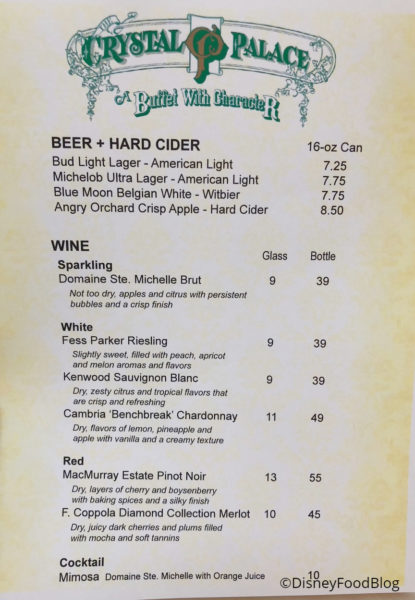 CRYSTAL CP PALACE
A Buffet With Character
BEER + HARD CIDER 16-oz Can
Bud Light Lager - American Light 7.25
Michelob Ultra Lager - American Light 7.75
Blue Moon Belgian White - Witbier 7.75
Angry Orchard Crisp Apple - Hard Cider 8.50
WINE Glass Bottle
Sparkling
Domaine Ste. Michelle Brut 9 39
Not too dry, apples and citrus with persistent
bubbles and a crisp finish
White
Fess Parker Riesling 9 39
Slightly sweet, filled with peach, apricot
and melon aromas and flavors
Kenwood Sauvignon Blanc 9 39
Dry, zesty citrus and tropical flavors that
are crisp and refreshing
Cambria 'Benchbreak' Chardonnay 11 49
Dry, flavors of lemon, pineapple and
apple with vanilla and a creamy texture
Red
MacMurray Estate Pinot Noir 13 55
Dry, layers of cherry and boysenberry
with baking spices and a silky finish
F. Coppola Diamond Collection Merlot 10 45
Dry, juicy dark cherries and plums filled
with mocha and soft tannins
Cocktail
Mimosa Domaine Ste. Michelle with Orange Juice 10
©DisneyFoodBlog